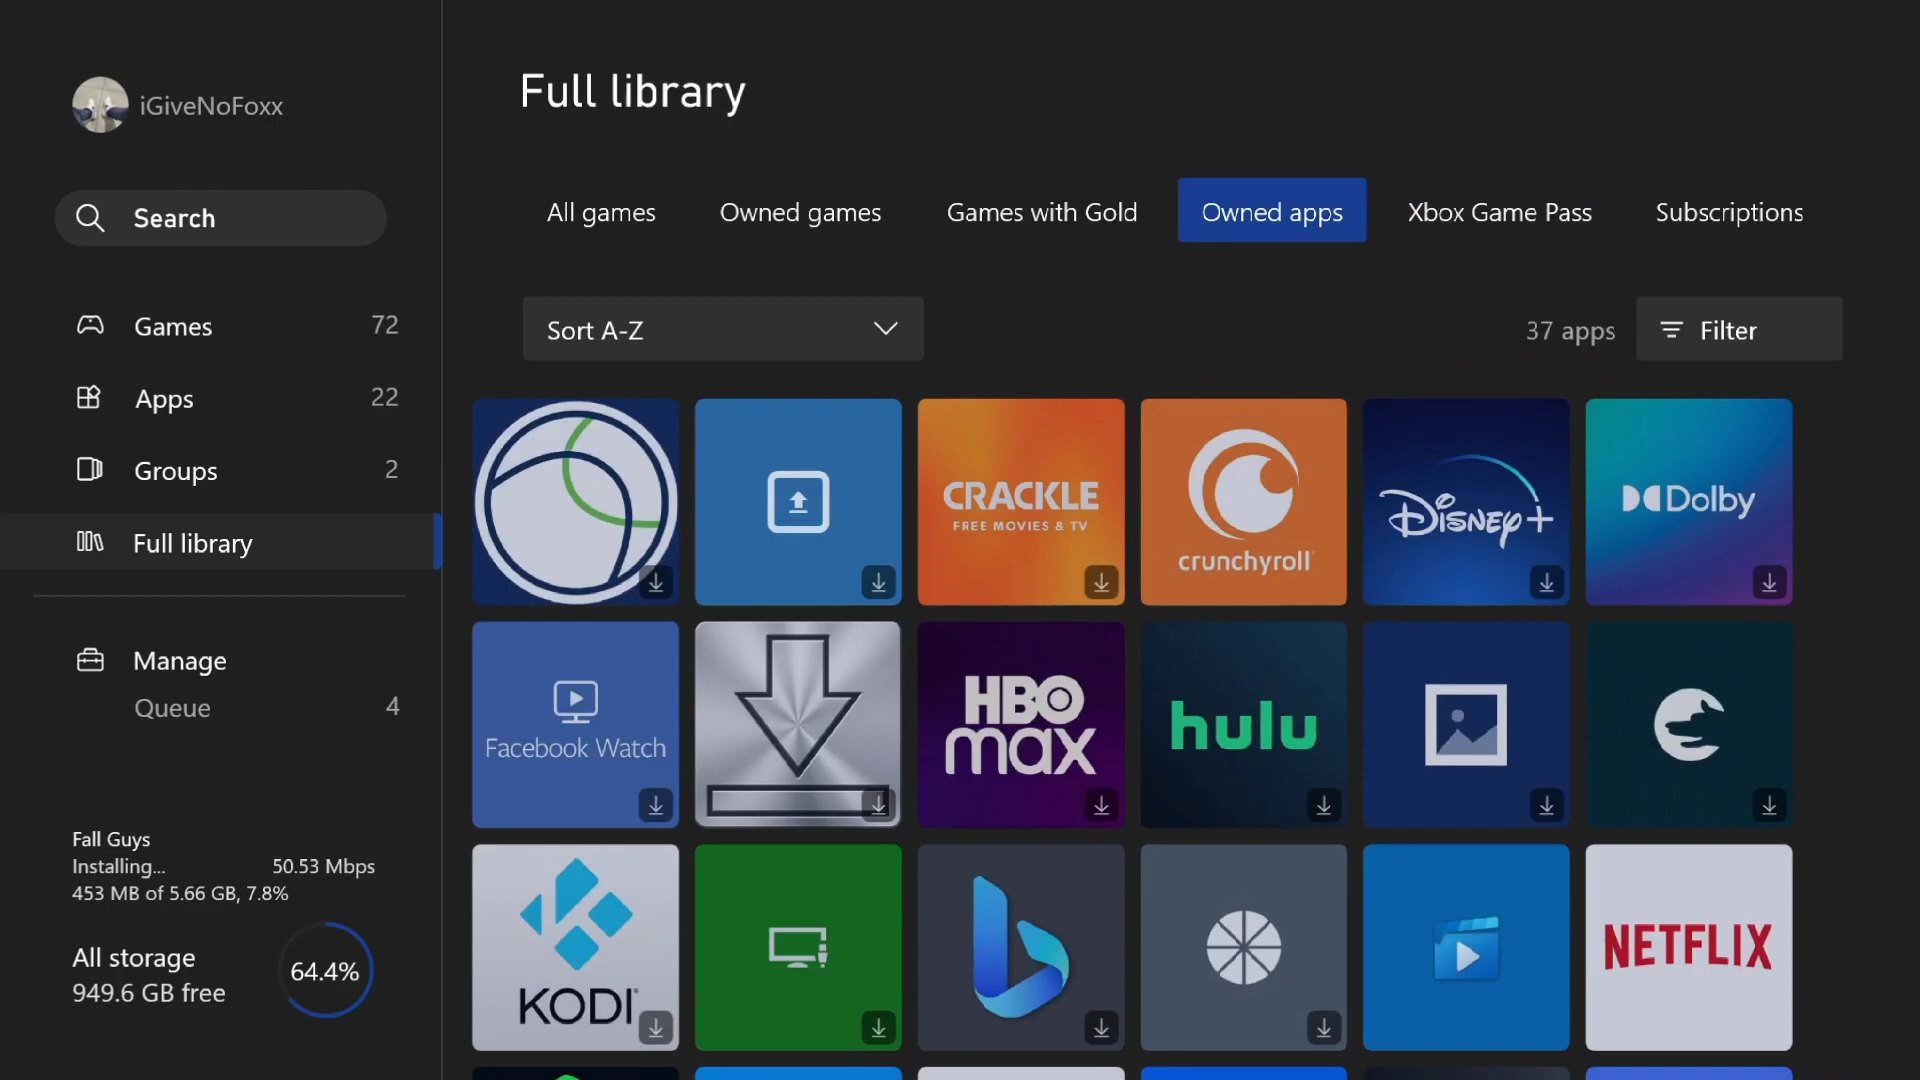 iGiveNoFoxx
Search
Games 72
Apps 22
Groups 2
Full library
Manage
Queue 4
Fall Guys
Installing... 50.53 Mbps
453 MB of 5.66 GB, 7.8%
All storage
949.6 GB free
64.4%
Full library
All games Owned games Games with Gold Owned apps Xbox Game Pass Subscriptions
Sort A-Z
37 apps
Filter
CRACKLE
FREE MOVIES & TV
crunchyroll
Disney+
Dolby
Facebook Watch
HBO
max
hulu
KODI
NETFLIX